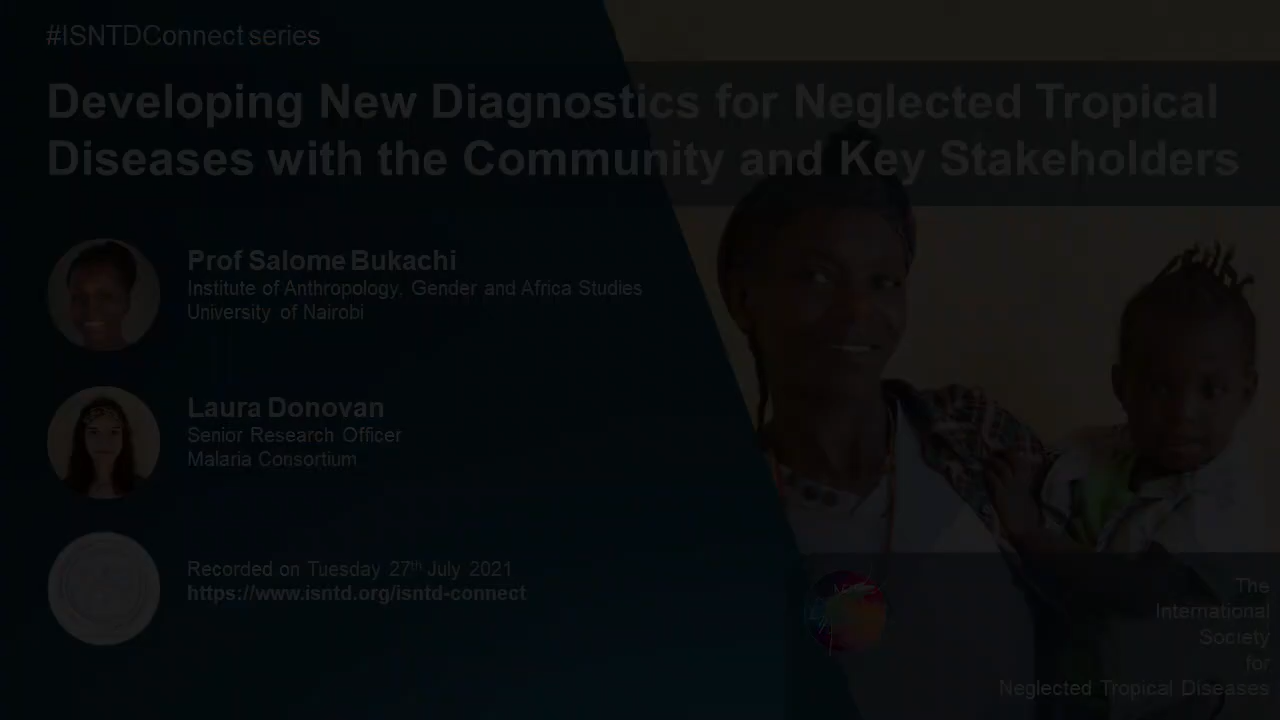 #ISNTDConnect series
Developing New Diagnostics for Neglected Tropical
Diseases with the Community and Key Stakeholders
Prof Salome Bukachi
Institute of Anthropology, Gender and Africa Studies
University of Nairobi
Laura Donovan
Senior Research Officer
Malaria Consortium
Recorded on Tuesday 27th July 2021
https://www.isntd.org/isntd-connect
The
International
Society
for
Neglected Tropical Diseases